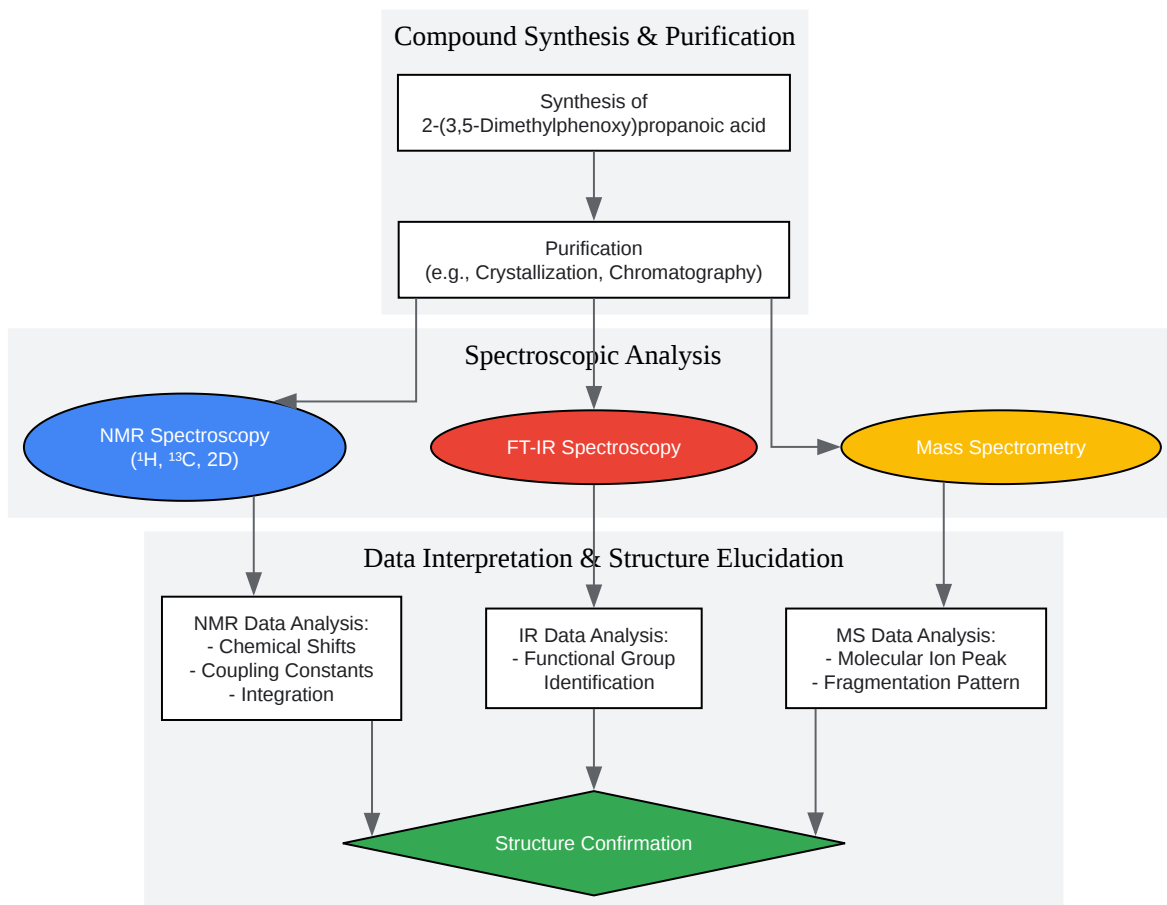 Compound Synthesis & Purification
Synthesis of
2-(3,5-Dimethylphenoxy)propanoic acid
Purification
(e.g., Crystallization, Chromatography)
Spectroscopic Analysis
NMR Spectroscopy
(¹H, ¹³C, 2D)
FT-IR Spectroscopy
Mass Spectrometry
Data Interpretation & Structure Elucidation
NMR Data Analysis:
- Chemical Shifts
- Coupling Constants
- Integration
IR Data Analysis:
- Functional Group
Identification
MS Data Analysis:
- Molecular Ion Peak
- Fragmentation Pattern
Structure Confirmation